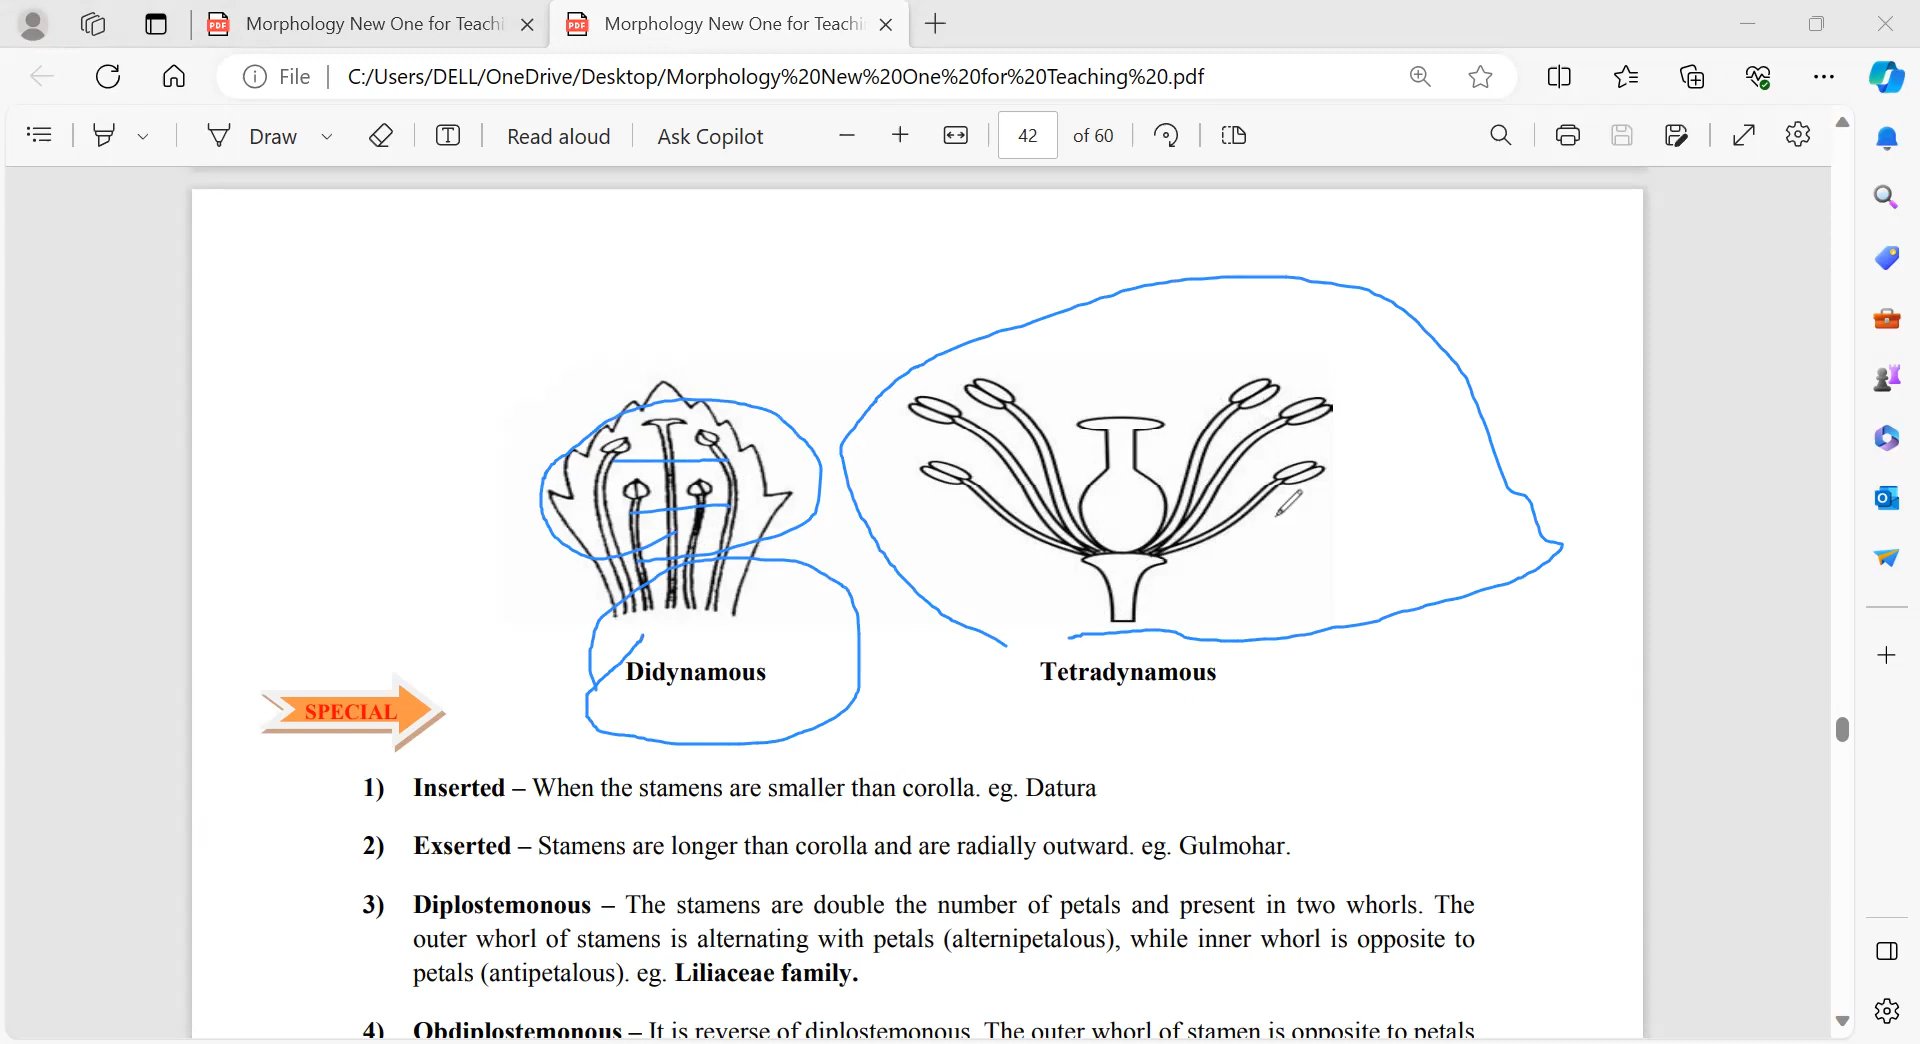 Morphology New One for Teachi
Morphology New One for Teachi
File
C:/Users/DELL/OneDrive/Desktop/Morphology%20New%20One%20for%20Teaching%20.pdf
Draw
Read aloud
Ask Copilot
42
of 60
Didynamous
Tetradynamous
SPECIAL
1) Inserted – When the stamens are smaller than corolla. eg. Datura
2) Exserted – Stamens are longer than corolla and are radially outward. eg. Gulmohar.
3) Diplostemonous – The stamens are double the number of petals and present in two whorls. The
outer whorl of stamens is alternating with petals (alternipetalous), while inner whorl is opposite to
petals (antipetalous). eg. Liliaceae family.
4) Obdiplostemonous – It is reverse of diplostemonous. The outer whorl of stamen is opposite to petals